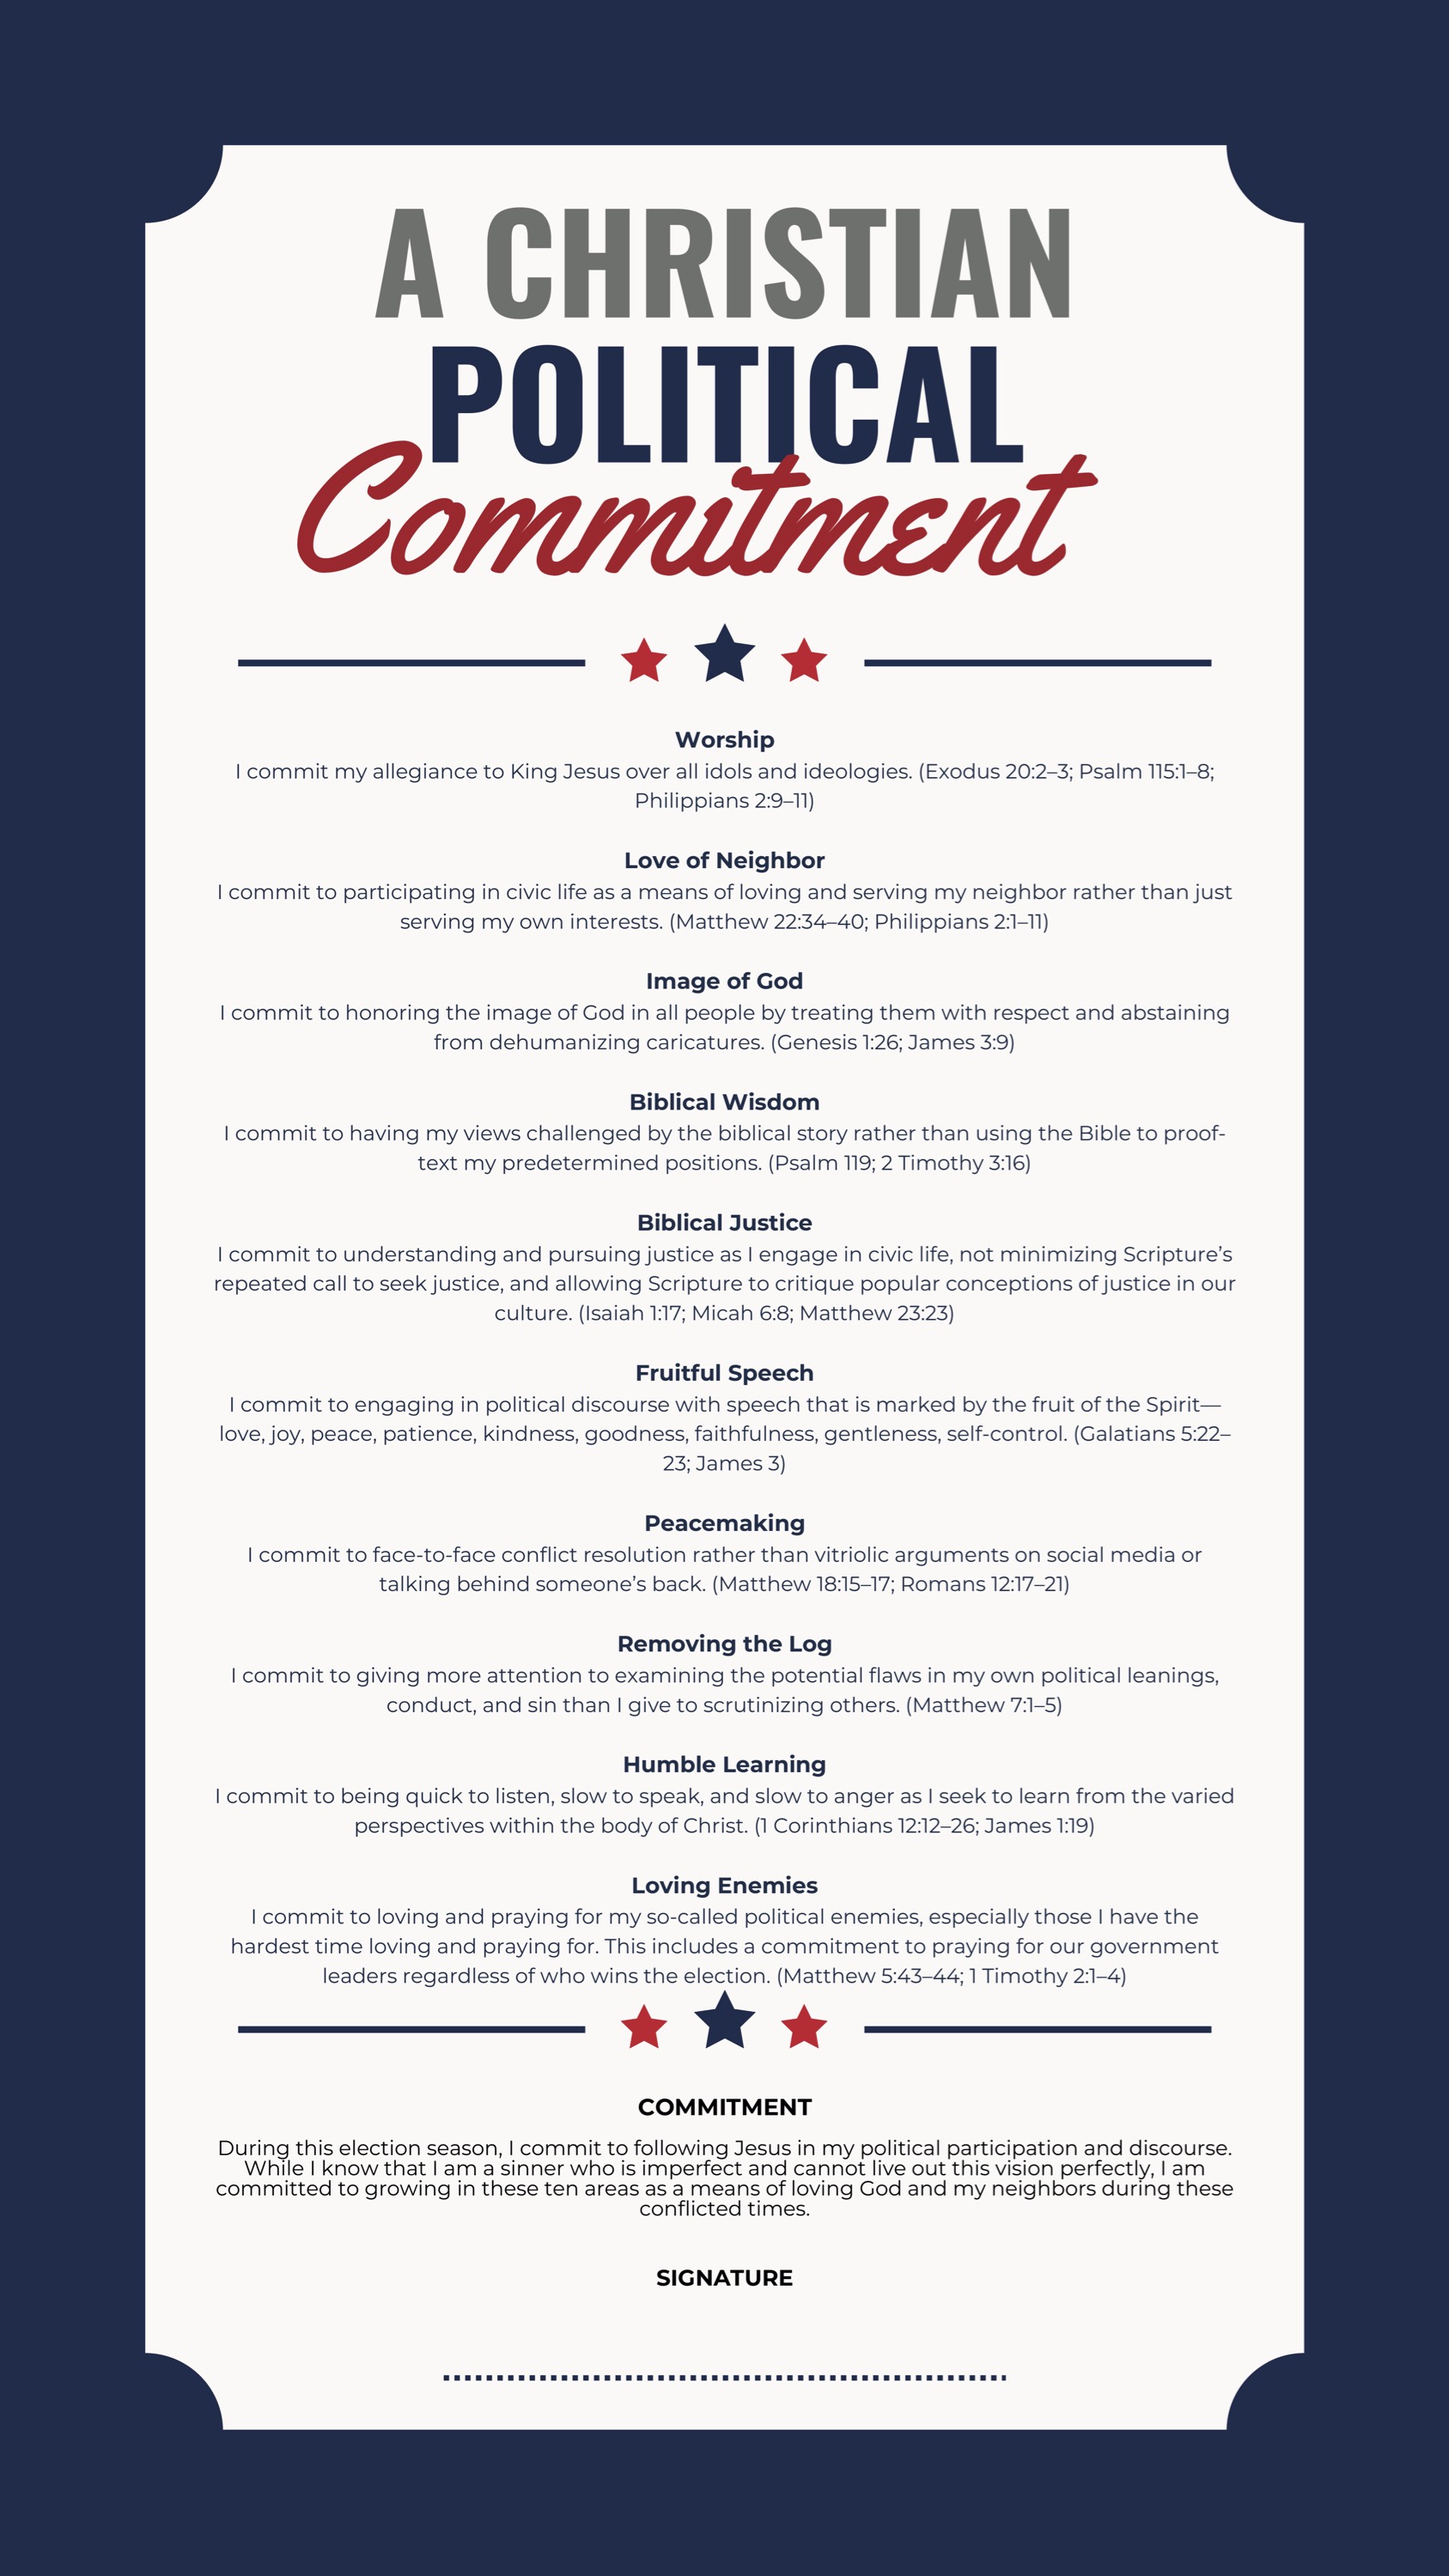 A CHRISTIAN
POLITICAL
Commitment
Worship
I commit my allegiance to King Jesus over all idols and ideologies. (Exodus 20:2–3; Psalm 115:1–8;
Philippians 2:9–11)
Love of Neighbor
I commit to participating in civic life as a means of loving and serving my neighbor rather than just
serving my own interests. (Matthew 22:34–40; Philippians 2:1–11)
Image of God
I commit to honoring the image of God in all people by treating them with respect and abstaining
from dehumanizing caricatures. (Genesis 1:26; James 3:9)
Biblical Wisdom
I commit to having my views challenged by the biblical story rather than using the Bible to proof-
text my predetermined positions. (Psalm 119; 2 Timothy 3:16)
Biblical Justice
I commit to understanding and pursuing justice as I engage in civic life, not minimizing Scripture’s
repeated call to seek justice, and allowing Scripture to critique popular conceptions of justice in our
culture. (Isaiah 1:17; Micah 6:8; Matthew 23:23)
Fruitful Speech
I commit to engaging in political discourse with speech that is marked by the fruit of the Spirit—
love, joy, peace, patience, kindness, goodness, faithfulness, gentleness, self-control. (Galatians 5:22–
23; James 3)
Peacemaking
I commit to face-to-face conflict resolution rather than vitriolic arguments on social media or
talking behind someone’s back. (Matthew 18:15–17; Romans 12:17–21)
Removing the Log
I commit to giving more attention to examining the potential flaws in my own political leanings,
conduct, and sin than I give to scrutinizing others. (Matthew 7:1–5)
Humble Learning
I commit to being quick to listen, slow to speak, and slow to anger as I seek to learn from the varied
perspectives within the body of Christ. (1 Corinthians 12:12–26; James 1:19)
Loving Enemies
I commit to loving and praying for my so-called political enemies, especially those I have the
hardest time loving and praying for. This includes a commitment to praying for our government
leaders regardless of who wins the election. (Matthew 5:43–44; 1 Timothy 2:1–4)
COMMITMENT
During this election season, I commit to following Jesus in my political participation and discourse.
While I know that I am a sinner who is imperfect and cannot live out this vision perfectly, I am
committed to growing in these ten areas as a means of loving God and my neighbors during these
conflicted times.
SIGNATURE